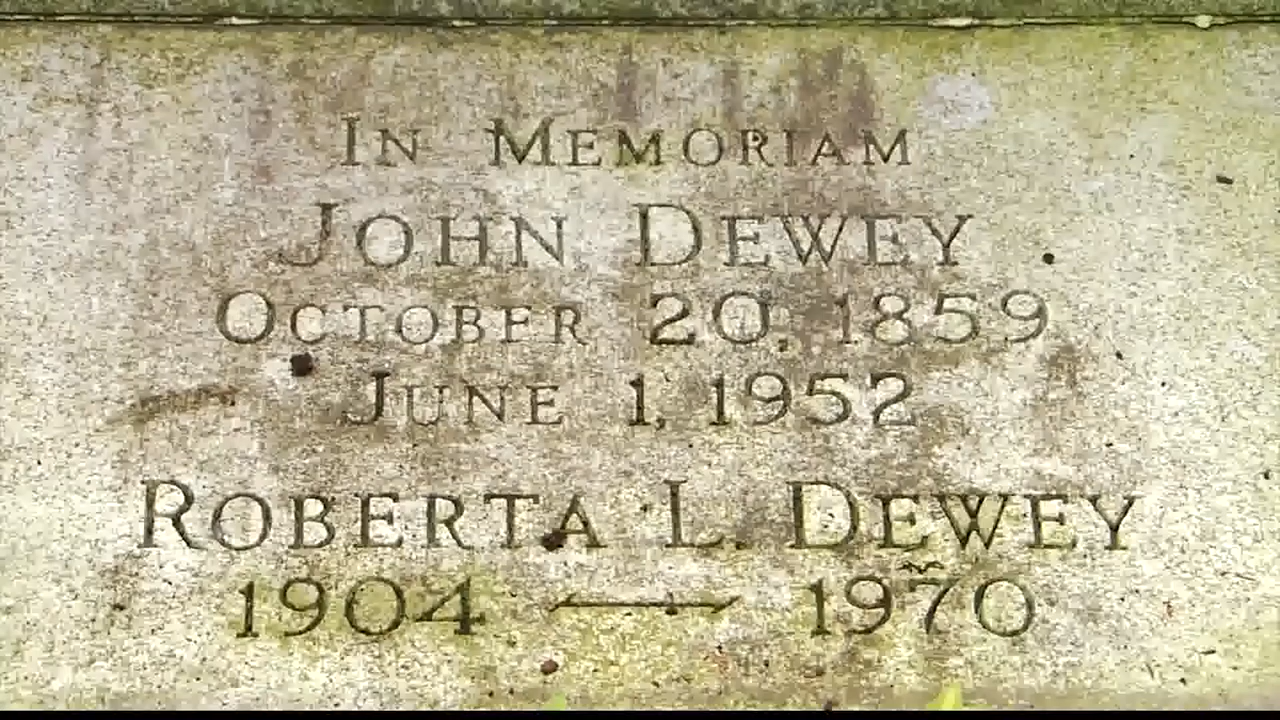 In Memoriam
John Dewey
October 20, 1859
June 1, 1952
Roberta L. Dewey
1904 — 1970